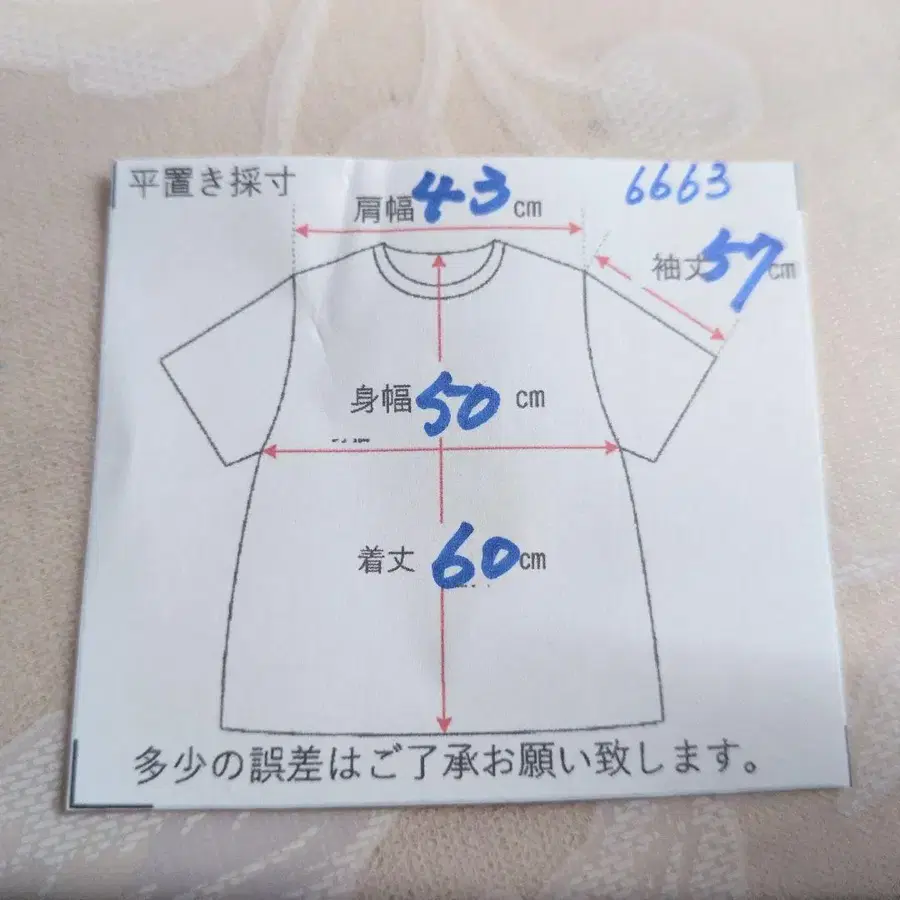 平置き採寸
6663
肩幅43cm
袖丈57cm
身幅50cm
着丈60cm
多少の誤差はご了承お願い致します。